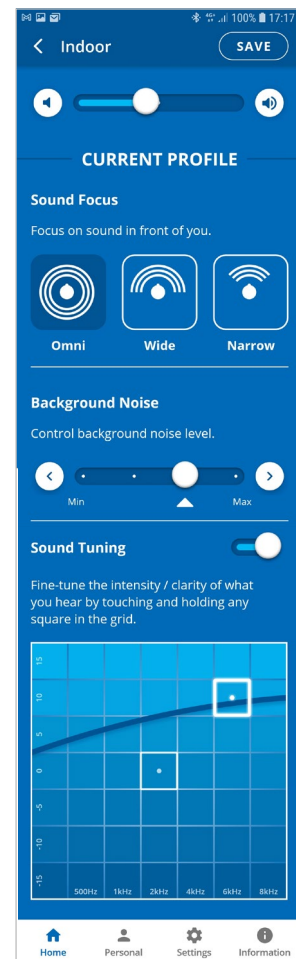 4G+ 100% 17:17
Indoor
SAVE
CURRENT PROFILE
Sound Focus
Focus on sound in front of you.
Omni Wide Narrow
Background Noise
Control background noise level.
Min Max
Sound Tuning
Fine-tune the intensity / clarity of what
you hear by touching and holding any
square in the grid.
15
10
5
0
-5
-10
-15
500Hz 1kHz 2kHz 4kHz 6kHz 8kHz
Home Personal Settings Information